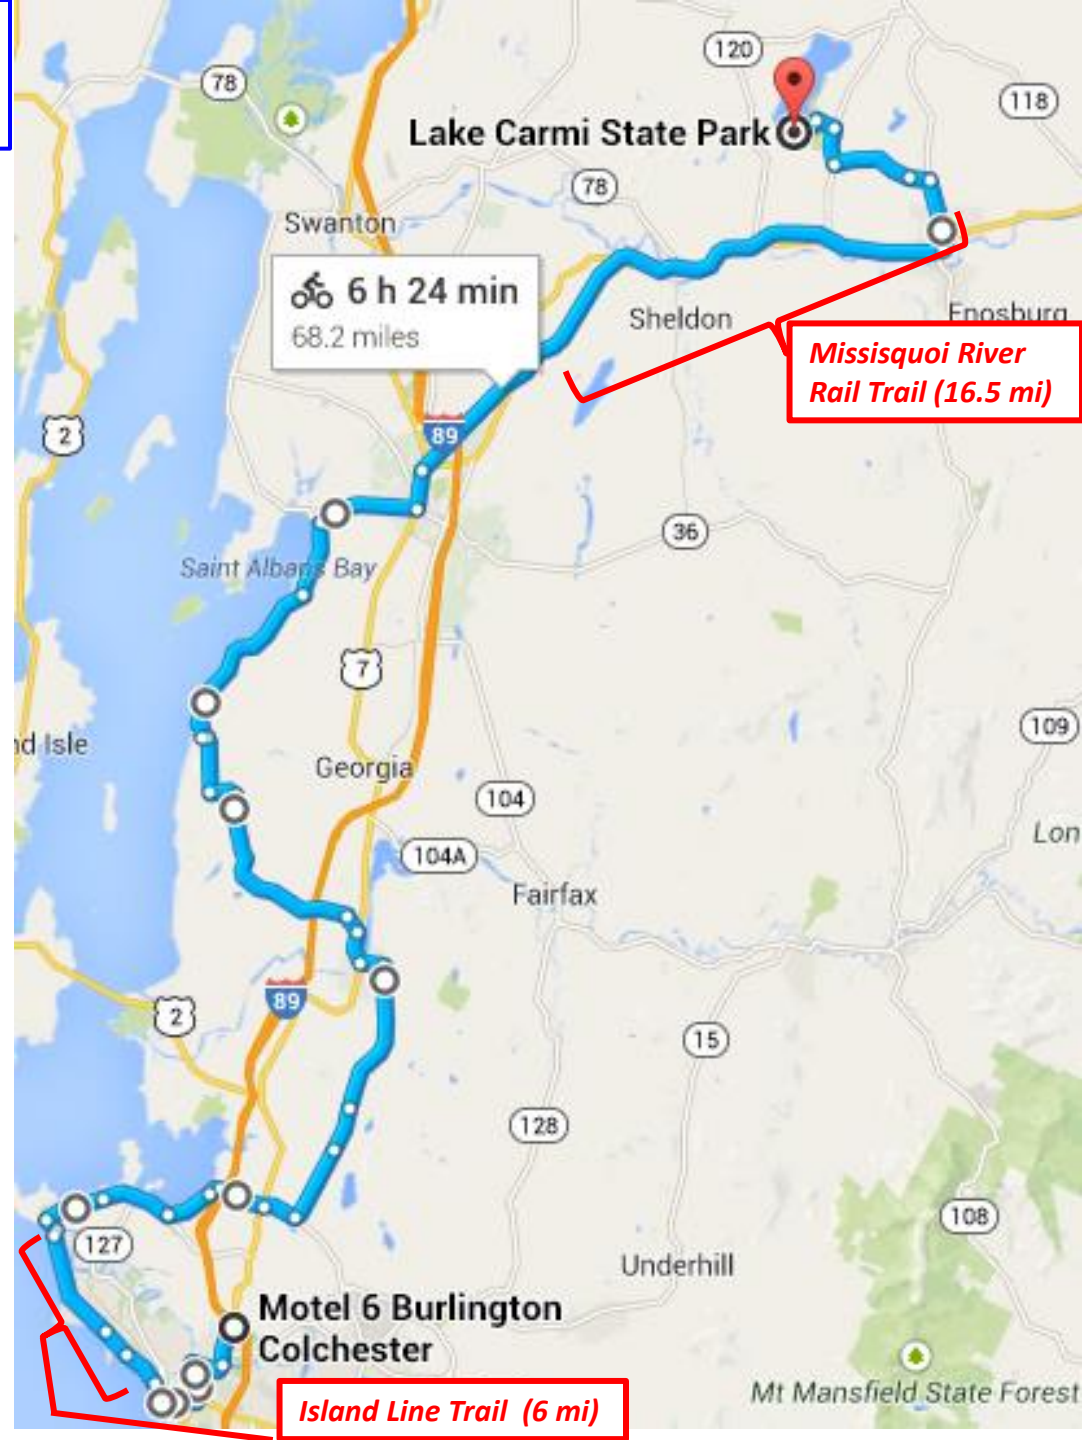 120
78
118
Lake Carmi State Park
78
Swanton
6 h 24 min
68.2 miles
Sheldon
Enosburg
Missisquoi River
Rail Trail (16.5 mi)
2
89
36
Saint Albans Bay
7
109
nd Isle
Georgia
104
Lon
104A
Fairfax
89
2
15
128
108
127
Underhill
Motel 6 Burlington
Colchester
Mt Mansfield State Forest
Island Line Trail (6 mi)